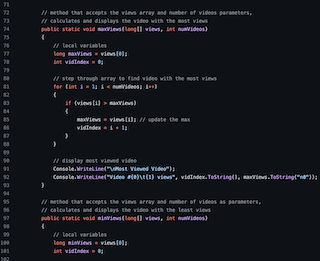 71
72 // method that accepts the views array and number of videos parameters,
73 // calculates and displays the video with the most views
74 public static void maxViews(long[] views, int numVideos)
75 {
76 // local variables
77 long maxViews = views[0];
78 int vidIndex = 0;
79
80 // step through array to find video with the most views
81 for (int i = 1; i < numVideos; i++)
82 {
83 if (views[i] > maxViews)
84 {
85 maxViews = views[i]; // update the max
86 vidIndex = i + 1;
87 }
88 }
89
90 // display most viewed video
91 Console.WriteLine("\nMost Viewed Video");
92 Console.WriteLine("Video #{0}\t{1} views", vidIndex.ToString(), maxViews.ToString("n0"));
93 }
94
95 // method that accepts the views array and number of videos as parameters,
96 // calculates and displays the video with the least views
97 public static void minViews(long[] views, int numVideos)
98 {
99 // local variables
100 long minViews = views[0];
101 int vidIndex = 0;
102